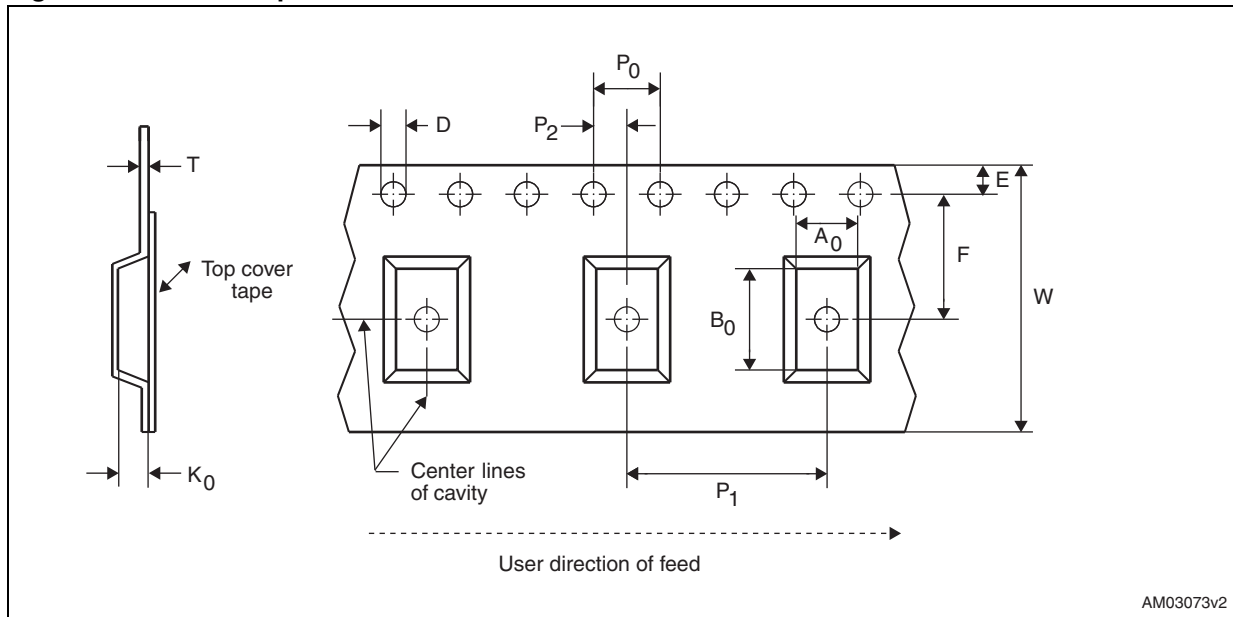 P0
D
P2
T
E
A0
F
Top cover
tape
W
B0
K0
Center lines
of cavity
P1
User direction of feed
AM03073v2